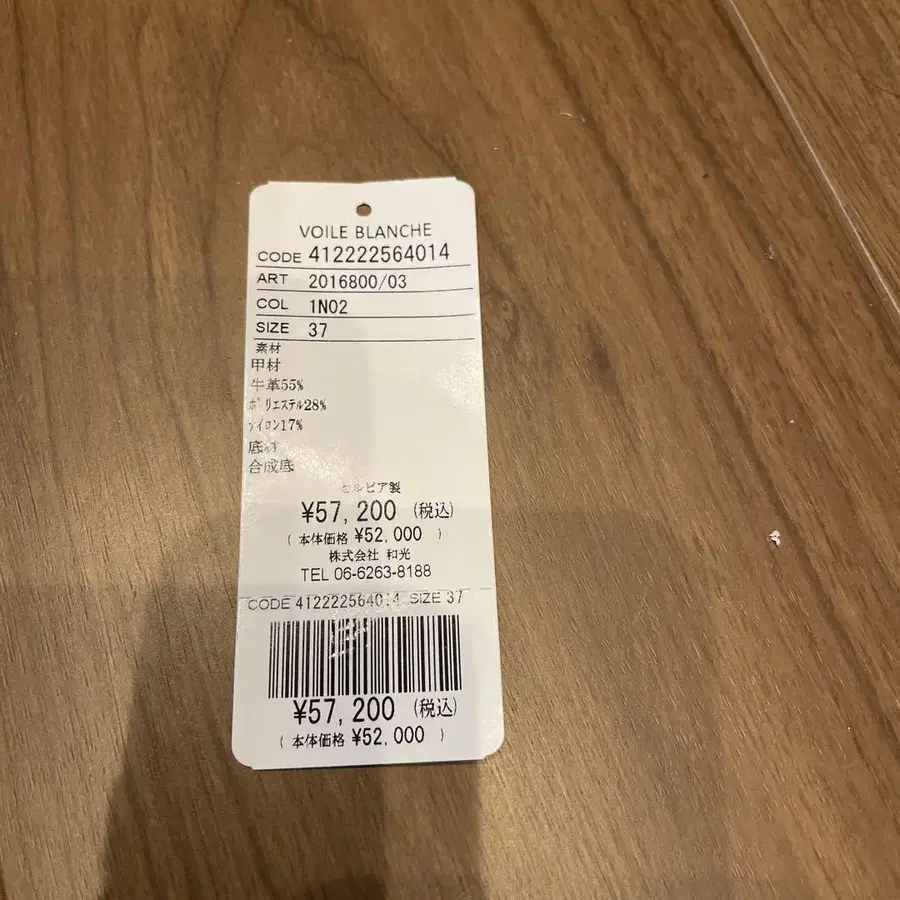 VOILE BLANCHE
CODE 412222564014
ART 2016800/03
COL 1N02
SIZE 37
素材
甲材
牛革55%
ポリエステル28%
ナイロン17%
底材
合成底
セルビア製
¥57,200 (税込)
( 本体価格 ¥52,000 )
株式会社 和光
TEL 06-6263-8188
CODE 412222564014 SIZE 37
¥57,200 (税込)
( 本体価格 ¥52,000 )